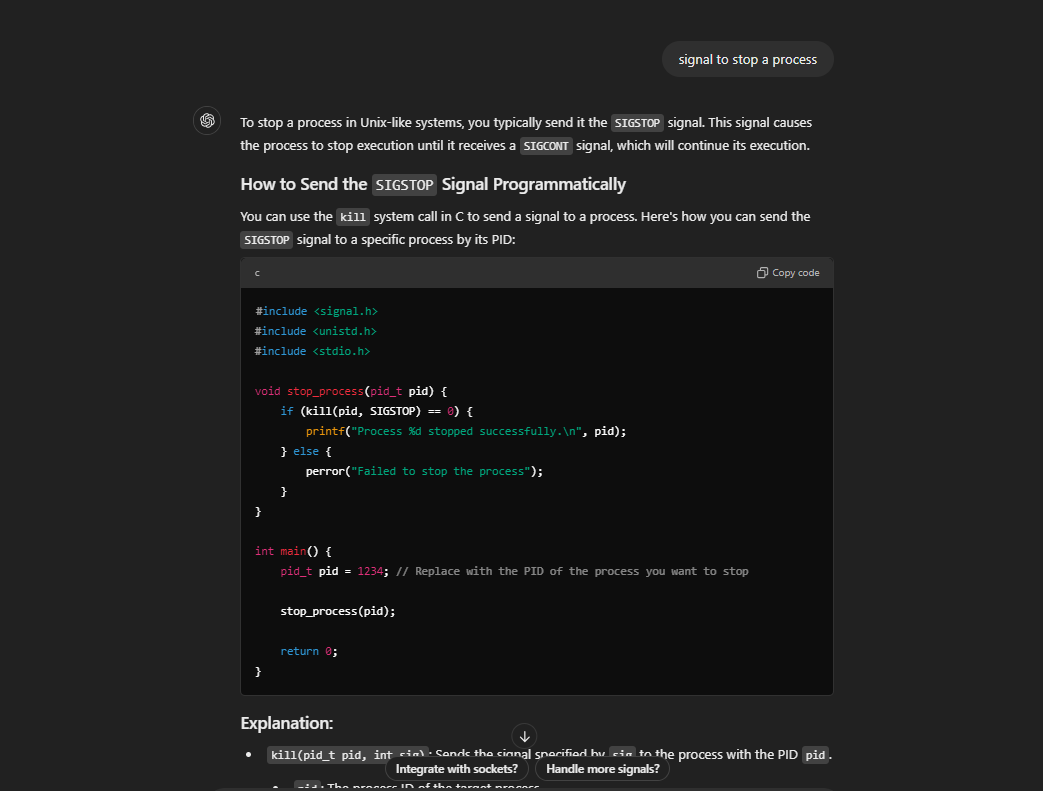 signal to stop a process
To stop a process in Unix-like systems, you typically send it the SIGSTOP signal. This signal causes
the process to stop execution until it receives a SIGCONT signal, which will continue its execution.
How to Send the SIGSTOP Signal Programmatically
You can use the kill system call in C to send a signal to a process. Here's how you can send the
SIGSTOP signal to a specific process by its PID:
c
Copy code
#include <signal.h>
#include <unistd.h>
#include <stdio.h>
void stop_process(pid_t pid) {
    if (kill(pid, SIGSTOP) == 0) {
        printf("Process %d stopped successfully.\n", pid);
    } else {
        perror("Failed to stop the process");
    }
}
int main() {
    pid_t pid = 1234; // Replace with the PID of the process you want to stop
    stop_process(pid);
    return 0;
}
Explanation:
• kill(pid_t pid, int sig): Sends the signal specified by sig to the process with the PID pid.
Integrate with sockets?
Handle more signals?
• pid: The process ID of the target process.